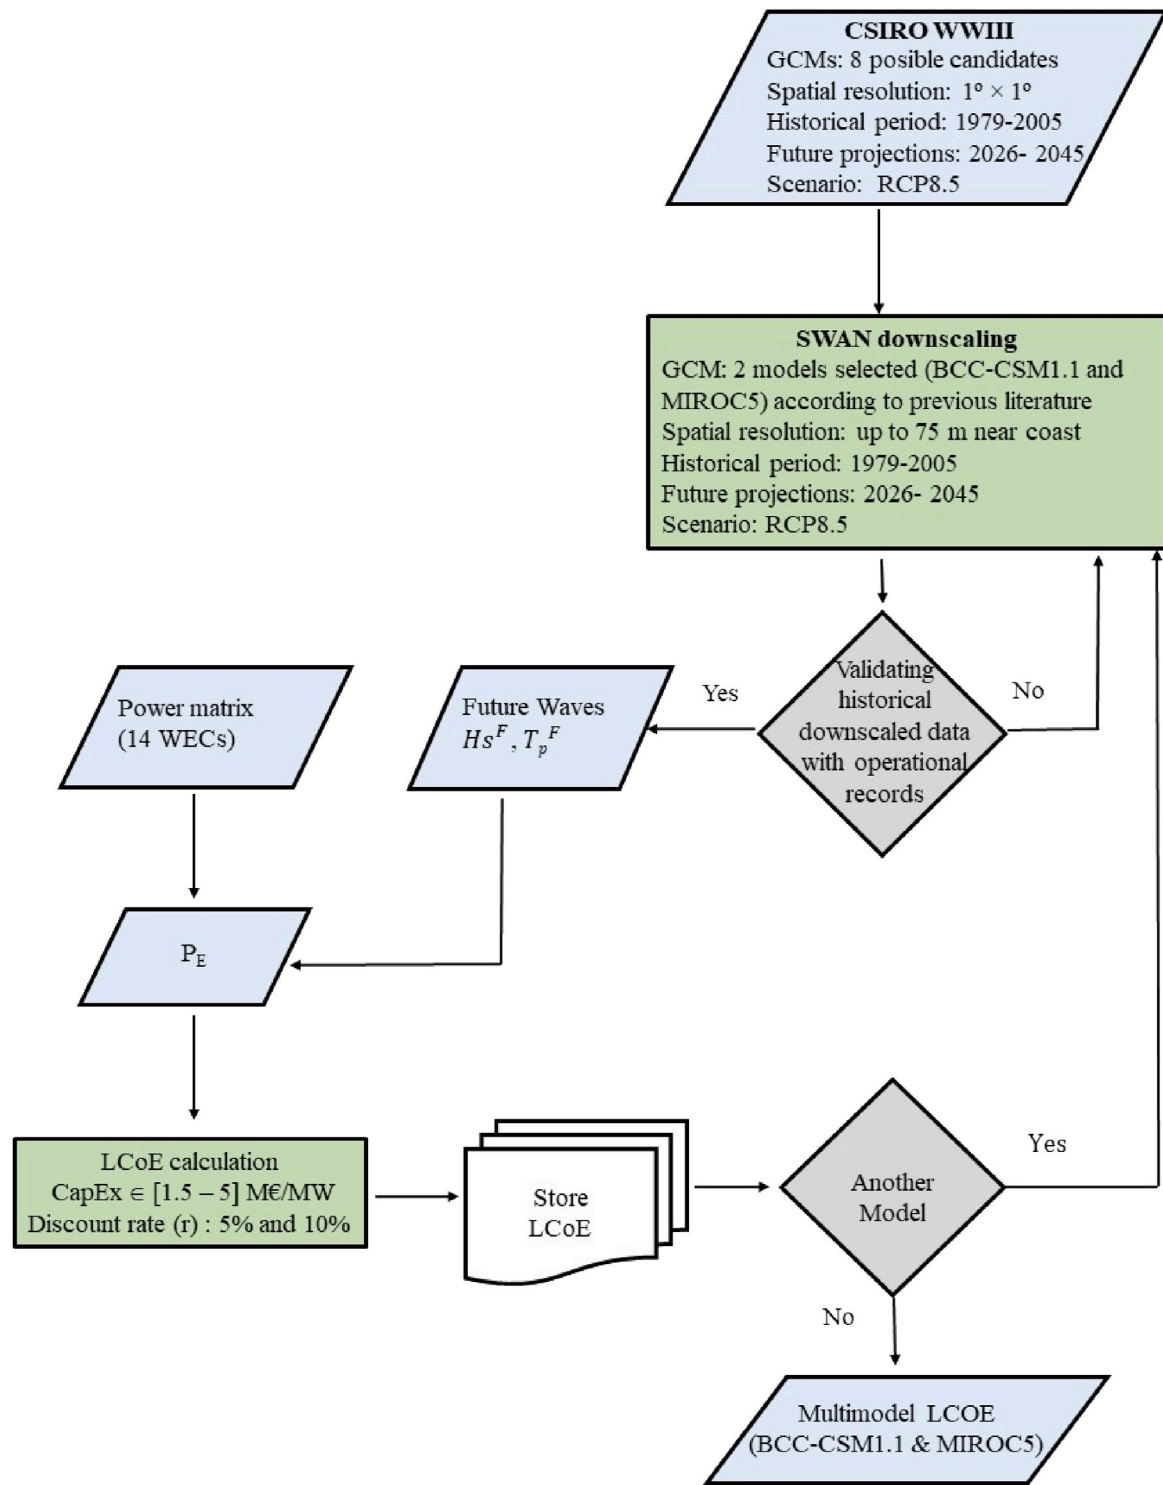 CSIRO WWIII
GCMs: 8 posible candidates
Spatial resolution: 1º × 1º
Historical period: 1979-2005
Future projections: 2026- 2045
Scenario: RCP8.5
SWAN downscaling
GCM: 2 models selected (BCC-CSM1.1 and
MIROC5) according to previous literature
Spatial resolution: up to 75 m near coast
Historical period: 1979-2005
Future projections: 2026- 2045
Scenario: RCP8.5
Validating
historical
downscaled data
with operational
records
Yes
No
Future Waves
Hs^F, T_p^F
Power matrix
(14 WECs)
P_E
LCoE calculation
CapEx ∈ [1.5 – 5] M€/MW
Discount rate (r) : 5% and 10%
Store
LCoE
Another
Model
Yes
No
Multimodel LCOE
(BCC-CSM1.1 & MIROC5)